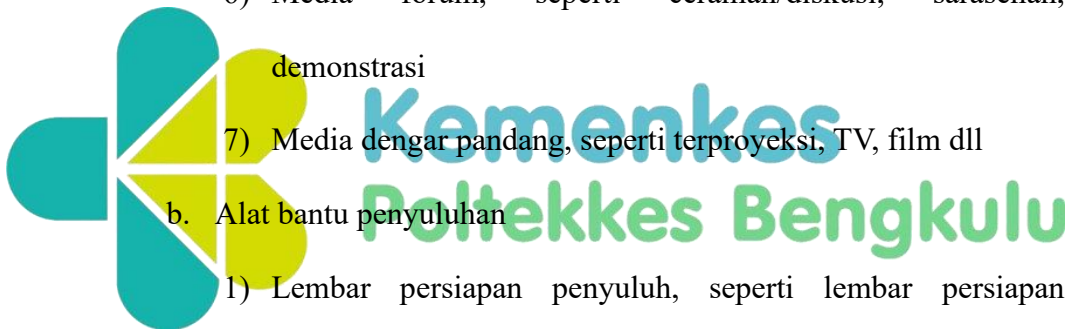 6) Media forum, seperti ceramah/diskusi, sarasehan,
demonstrasi
7) Media dengar pandang, seperti terproyeksi, TV, film dll
b. Alat bantu penyuluhan
1) Lembar persiapan penyuluh, seperti lembar persiapan
Kemenkes
Poltekkes Bengkulu